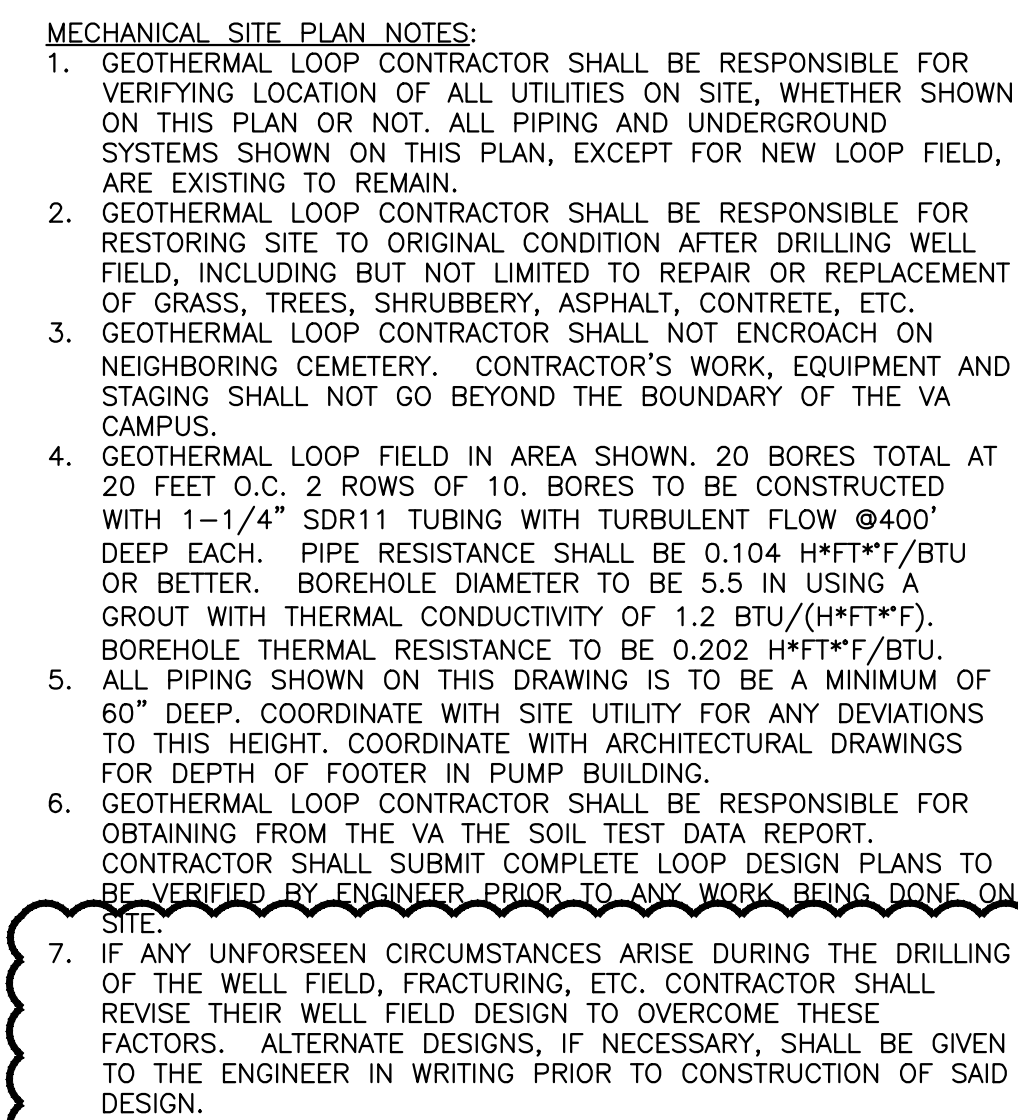 MECHANICAL SITE PLAN NOTES:
1. GEOTHERMAL LOOP CONTRACTOR SHALL BE RESPONSIBLE FOR
VERIFYING LOCATION OF ALL UTILITIES ON SITE, WHETHER SHOWN
ON THIS PLAN OR NOT. ALL PIPING AND UNDERGROUND
SYSTEMS SHOWN ON THIS PLAN, EXCEPT FOR NEW LOOP FIELD,
ARE EXISTING TO REMAIN.
2. GEOTHERMAL LOOP CONTRACTOR SHALL BE RESPONSIBLE FOR
RESTORING SITE TO ORIGINAL CONDITION AFTER DRILLING WELL
FIELD, INCLUDING BUT NOT LIMITED TO REPAIR OR REPLACEMENT
OF GRASS, TREES, SHRUBBERY, ASPHALT, CONTRETE, ETC.
3. GEOTHERMAL LOOP CONTRACTOR SHALL NOT ENCROACH ON
NEIGHBORING CEMETERY. CONTRACTOR'S WORK, EQUIPMENT AND
STAGING SHALL NOT GO BEYOND THE BOUNDARY OF THE VA
CAMPUS.
4. GEOTHERMAL LOOP FIELD IN AREA SHOWN. 20 BORES TOTAL AT
20 FEET O.C. 2 ROWS OF 10. BORES TO BE CONSTRUCTED
WITH 1-1/4" SDR11 TUBING WITH TURBULENT FLOW @400'
DEEP EACH. PIPE RESISTANCE SHALL BE 0.104 H*FT*°F/BTU
OR BETTER. BOREHOLE DIAMETER TO BE 5.5 IN USING A
GROUT WITH THERMAL CONDUCTIVITY OF 1.2 BTU/(H*FT*°F).
BOREHOLE THERMAL RESISTANCE TO BE 0.202 H*FT*°F/BTU.
5. ALL PIPING SHOWN ON THIS DRAWING IS TO BE A MINIMUM OF
60" DEEP. COORDINATE WITH SITE UTILITY FOR ANY DEVIATIONS
TO THIS HEIGHT. COORDINATE WITH ARCHITECTURAL DRAWINGS
FOR DEPTH OF FOOTER IN PUMP BUILDING.
6. GEOTHERMAL LOOP CONTRACTOR SHALL BE RESPONSIBLE FOR
OBTAINING FROM THE VA THE SOIL TEST DATA REPORT.
CONTRACTOR SHALL SUBMIT COMPLETE LOOP DESIGN PLANS TO
BE VERIFIED BY ENGINEER PRIOR TO ANY WORK BEING DONE ON
SITE.
7. IF ANY UNFORSEEN CIRCUMSTANCES ARISE DURING THE DRILLING
OF THE WELL FIELD, FRACTURING, ETC. CONTRACTOR SHALL
REVISE THEIR WELL FIELD DESIGN TO OVERCOME THESE
FACTORS. ALTERNATE DESIGNS, IF NECESSARY, SHALL BE GIVEN
TO THE ENGINEER IN WRITING PRIOR TO CONSTRUCTION OF SAID
DESIGN.